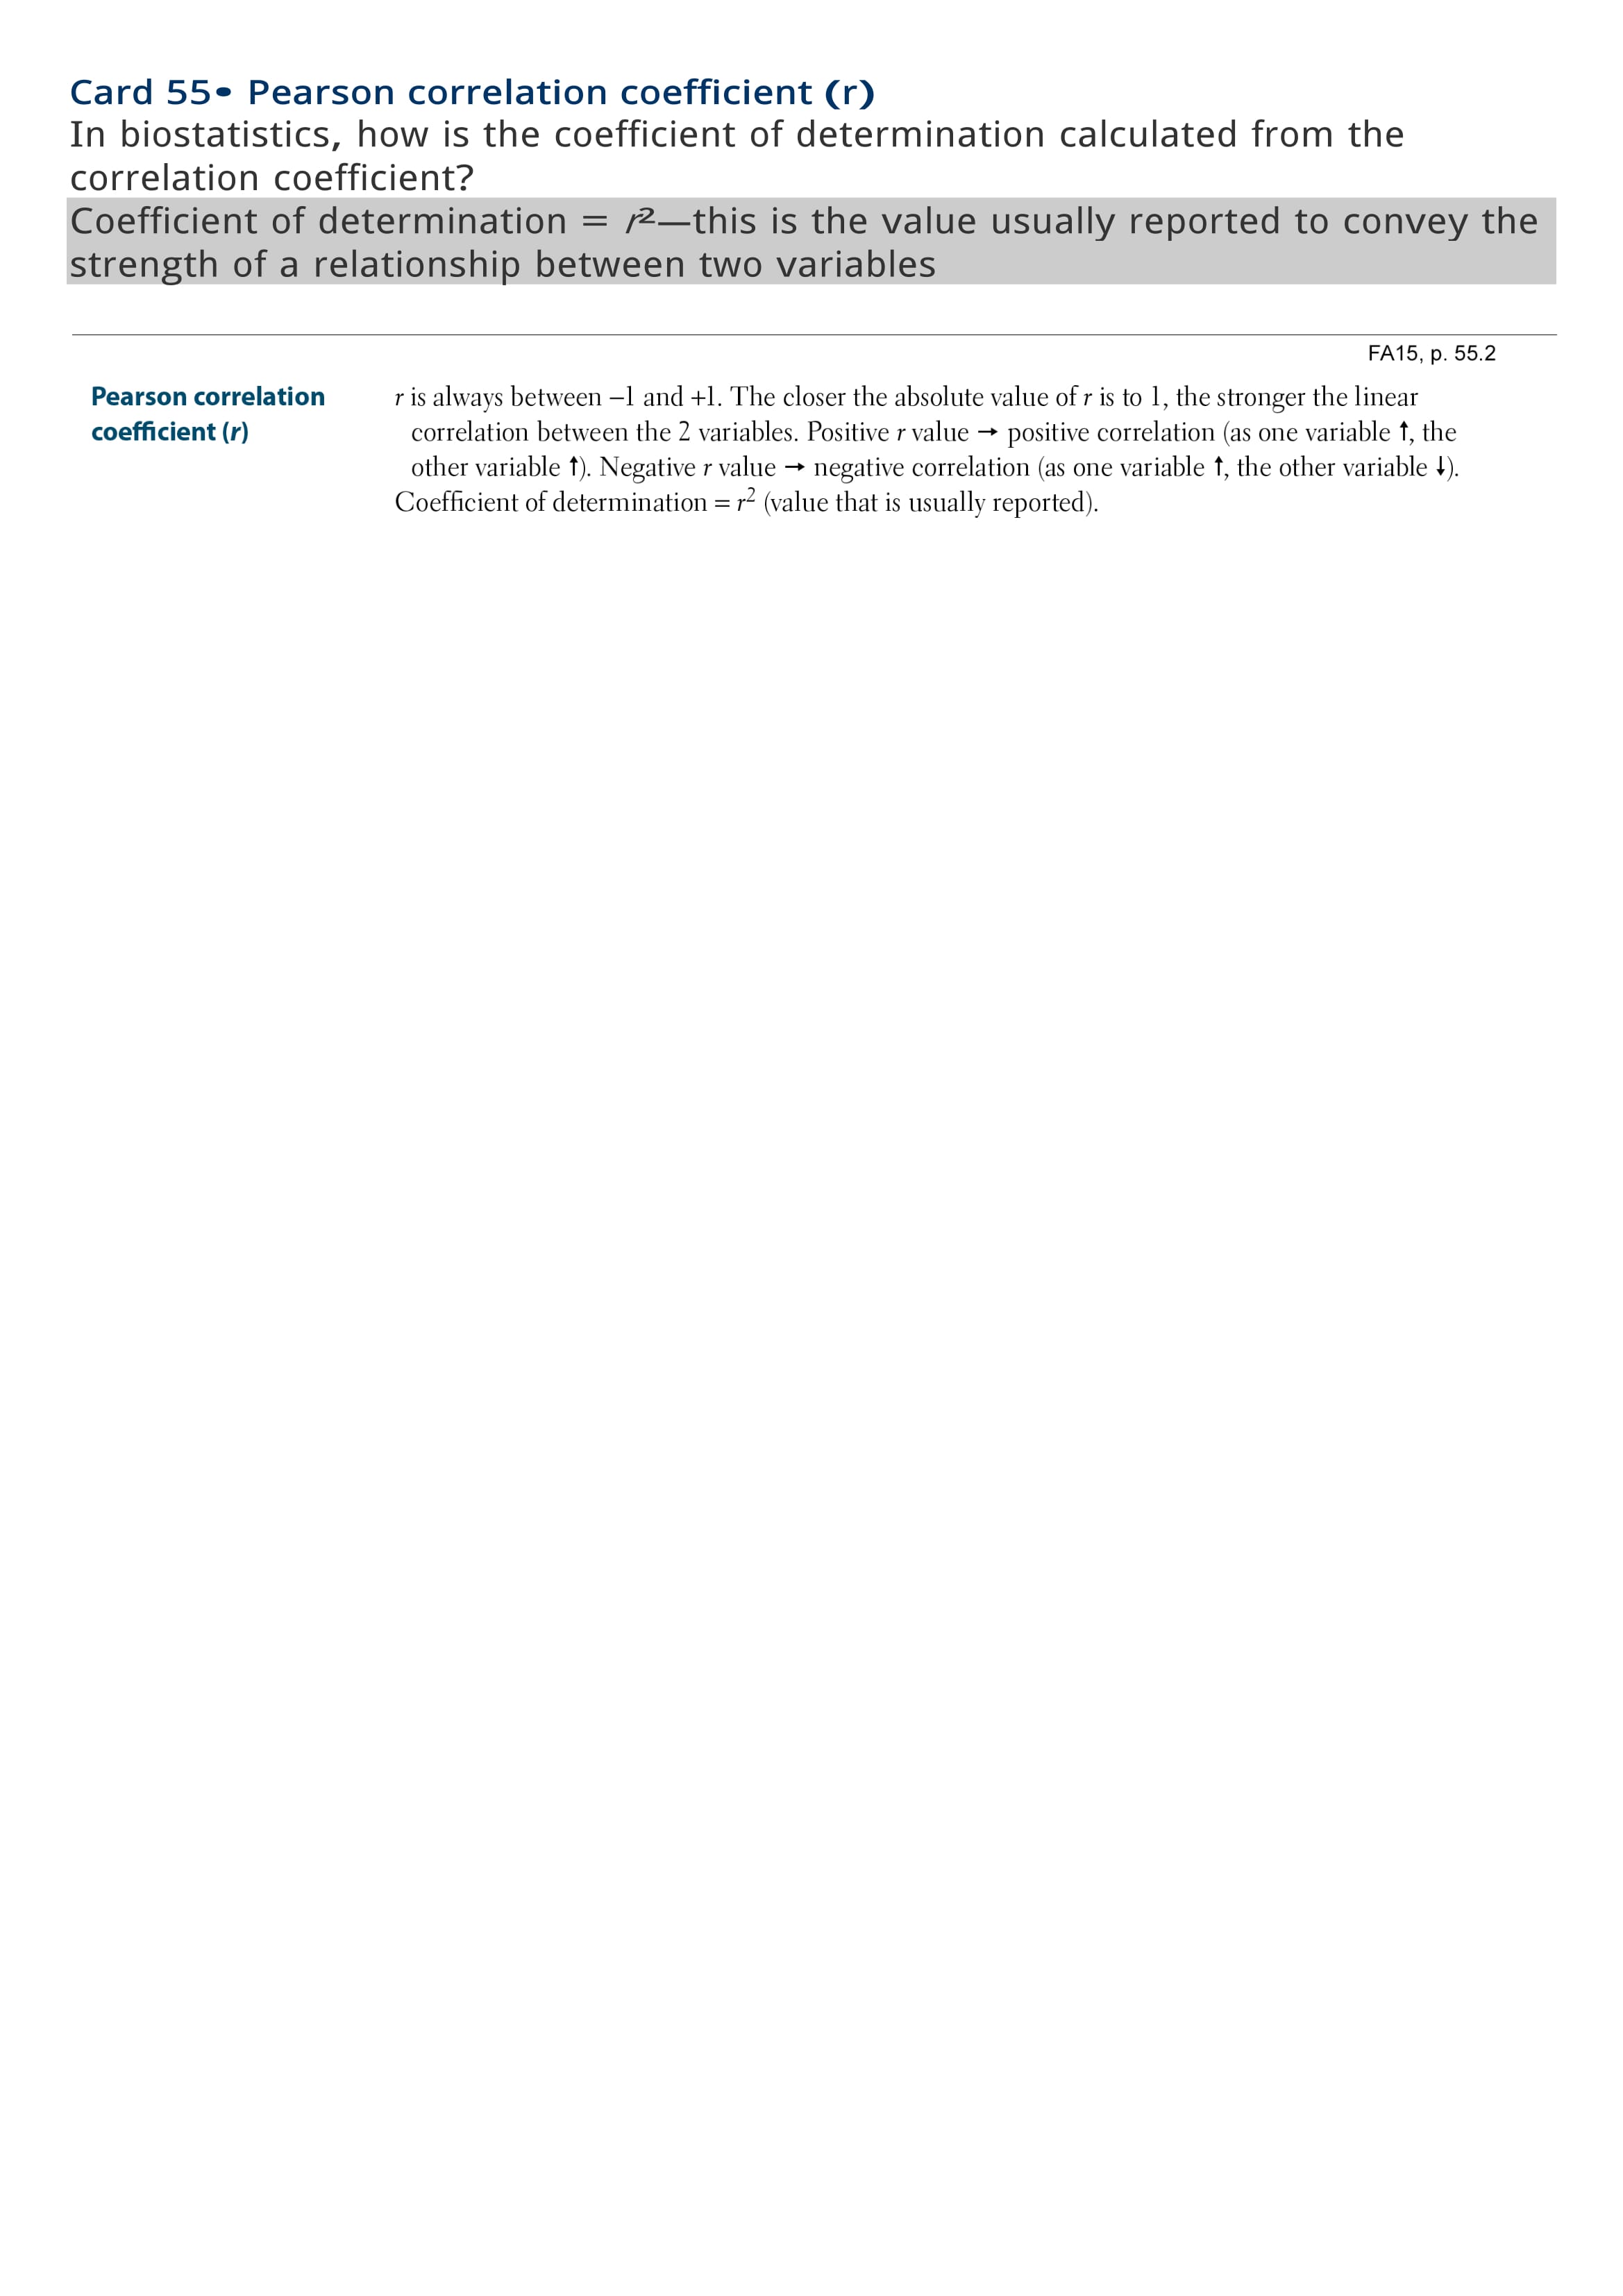 Card 55• Pearson correlation coefficient (r)
In biostatistics, how is the coefficient of determination calculated from the
correlation coefficient?
Coefficient of determination = r²—this is the value usually reported to convey the
strength of a relationship between two variables
FA15, p. 55.2
Pearson correlation
coefficient (r)
r is always between −1 and +1. The closer the absolute value of r is to 1, the stronger the linear
correlation between the 2 variables. Positive r value → positive correlation (as one variable ↑, the
other variable ↑). Negative r value → negative correlation (as one variable ↑, the other variable ↓).
Coefficient of determination = r² (value that is usually reported).